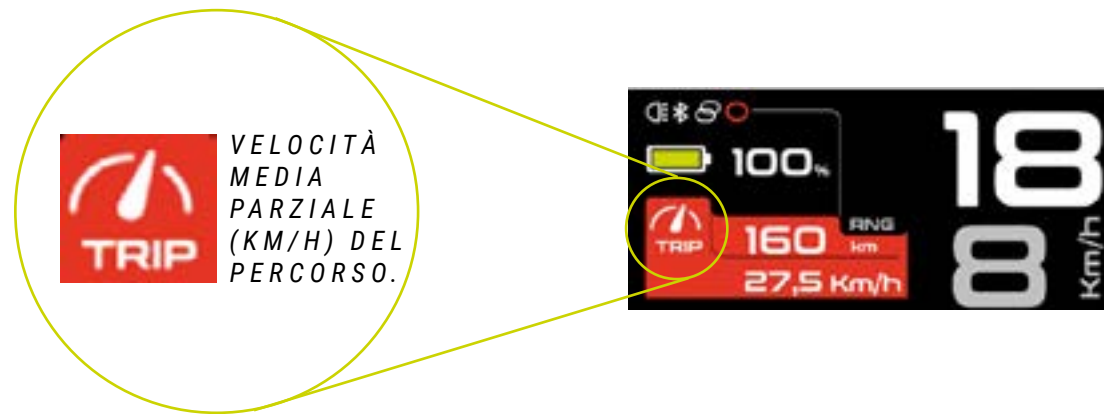 TRIP
VELOCITÀ
MEDIA
PARZIALE
(KM/H) DEL
PERCORSO.
100%
TRIP
160 RNG
km
27,5 Km/h
18
8
Km/h